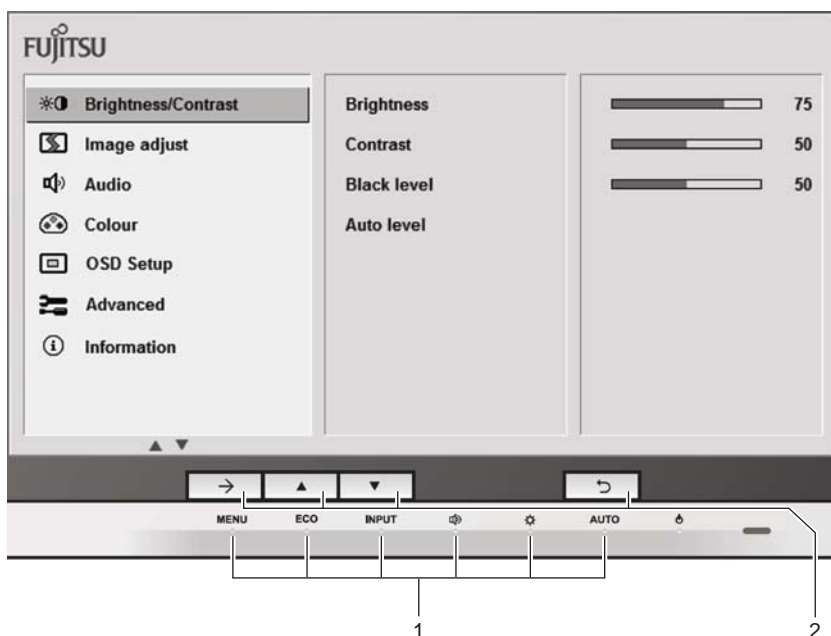 FUJITSU
Brightness/Contrast
Image adjust
Audio
Colour
OSD Setup
Advanced
Information
Brightness
Contrast
Black level
Auto level
75
50
50
MENU ECO INPUT AUTO
1 2